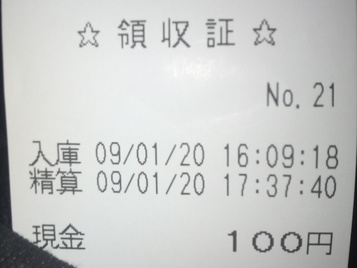 ☆ 領収証 ☆
No. 21
入庫 09/01/20 16:09:18
精算 09/01/20 17:37:40
現金 100円